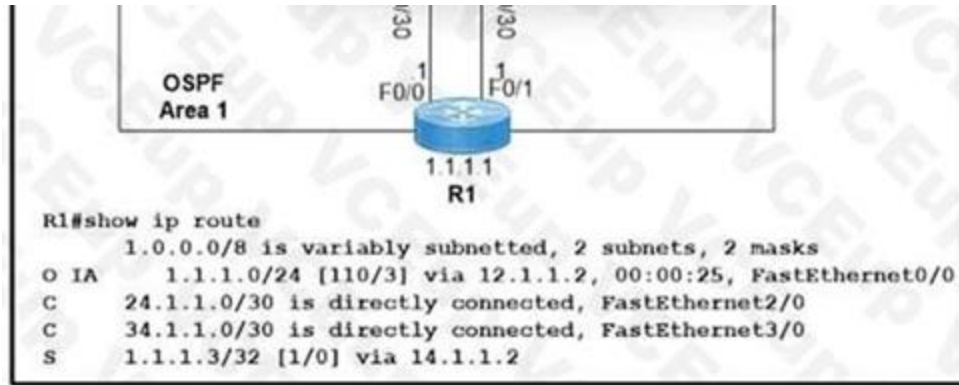 /30
/30
OSPF
Area 1
1
F0/0
1
F0/1
1.1.1.1
R1
R1#show ip route
1.0.0.0/8 is variably subnetted, 2 subnets, 2 masks
O IA 1.1.1.0/24 [110/3] via 12.1.1.2, 00:00:25, FastEthernet0/0
C 24.1.1.0/30 is directly connected, FastEthernet2/0
C 34.1.1.0/30 is directly connected, FastEthernet3/0
S 1.1.1.3/32 [1/0] via 14.1.1.2
VCEup